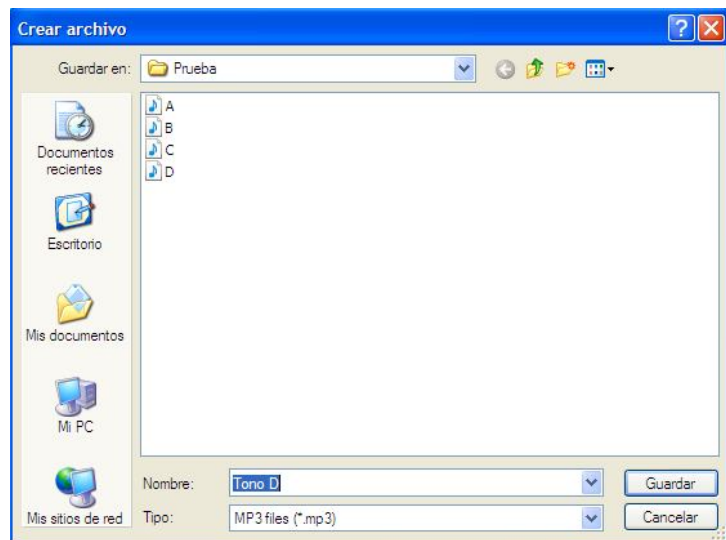 Crear archivo
Guardar en:
Prueba
A
B
C
D
Documentos
recientes
Escritorio
Mis documentos
Mi PC
Mis sitios de red
Nombre:
Tono D
Guardar
Tipo:
MP3 files (*.mp3)
Cancelar